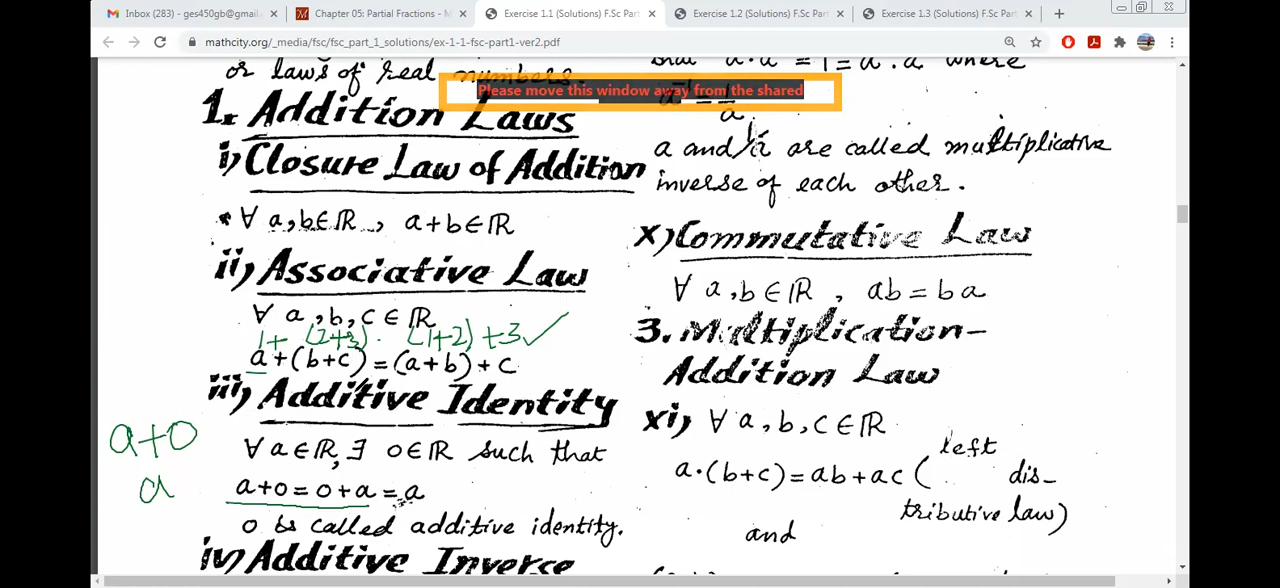 Inbox (283) - ges450gb@gmail.
Chapter 05: Partial Fractions - M
Exercise 1.1 (Solutions) F.Sc Part
Exercise 1.2 (Solutions) F.Sc Par
Exercise 1.3 (Solutions) F.Sc Par
mathcity.org/_media/fsc/fsc_part_1_solutions/ex-1-1-fsc-part1-ver2.pdf
Please move this window away from the shared
or laws of real numbers.
1. Addition Laws
i) Closure Law of Addition
∀ a,b∈ℝ, a+b∈ℝ
ii) Associative Law
∀ a,b,c ∈ ℝ
1+ (2+3). (1+2)+3 ✓
a+(b+c)=(a+b)+c
iii) Additive Identity
a+0
∀ a∈ℝ,∃ 0∈ℝ such that
a
a+0=0+a=a
0 is called additive identity.
iv) Additive Inverse
where
a and are called multiplicative
inverse of each other.
x) Commutative Law
∀ a,b∈ℝ, ab=ba
3. Multiplication-
Addition Law
xi) ∀ a,b,c∈ℝ
a.(b+c)=ab+ac (left dis-
tributive law)
and